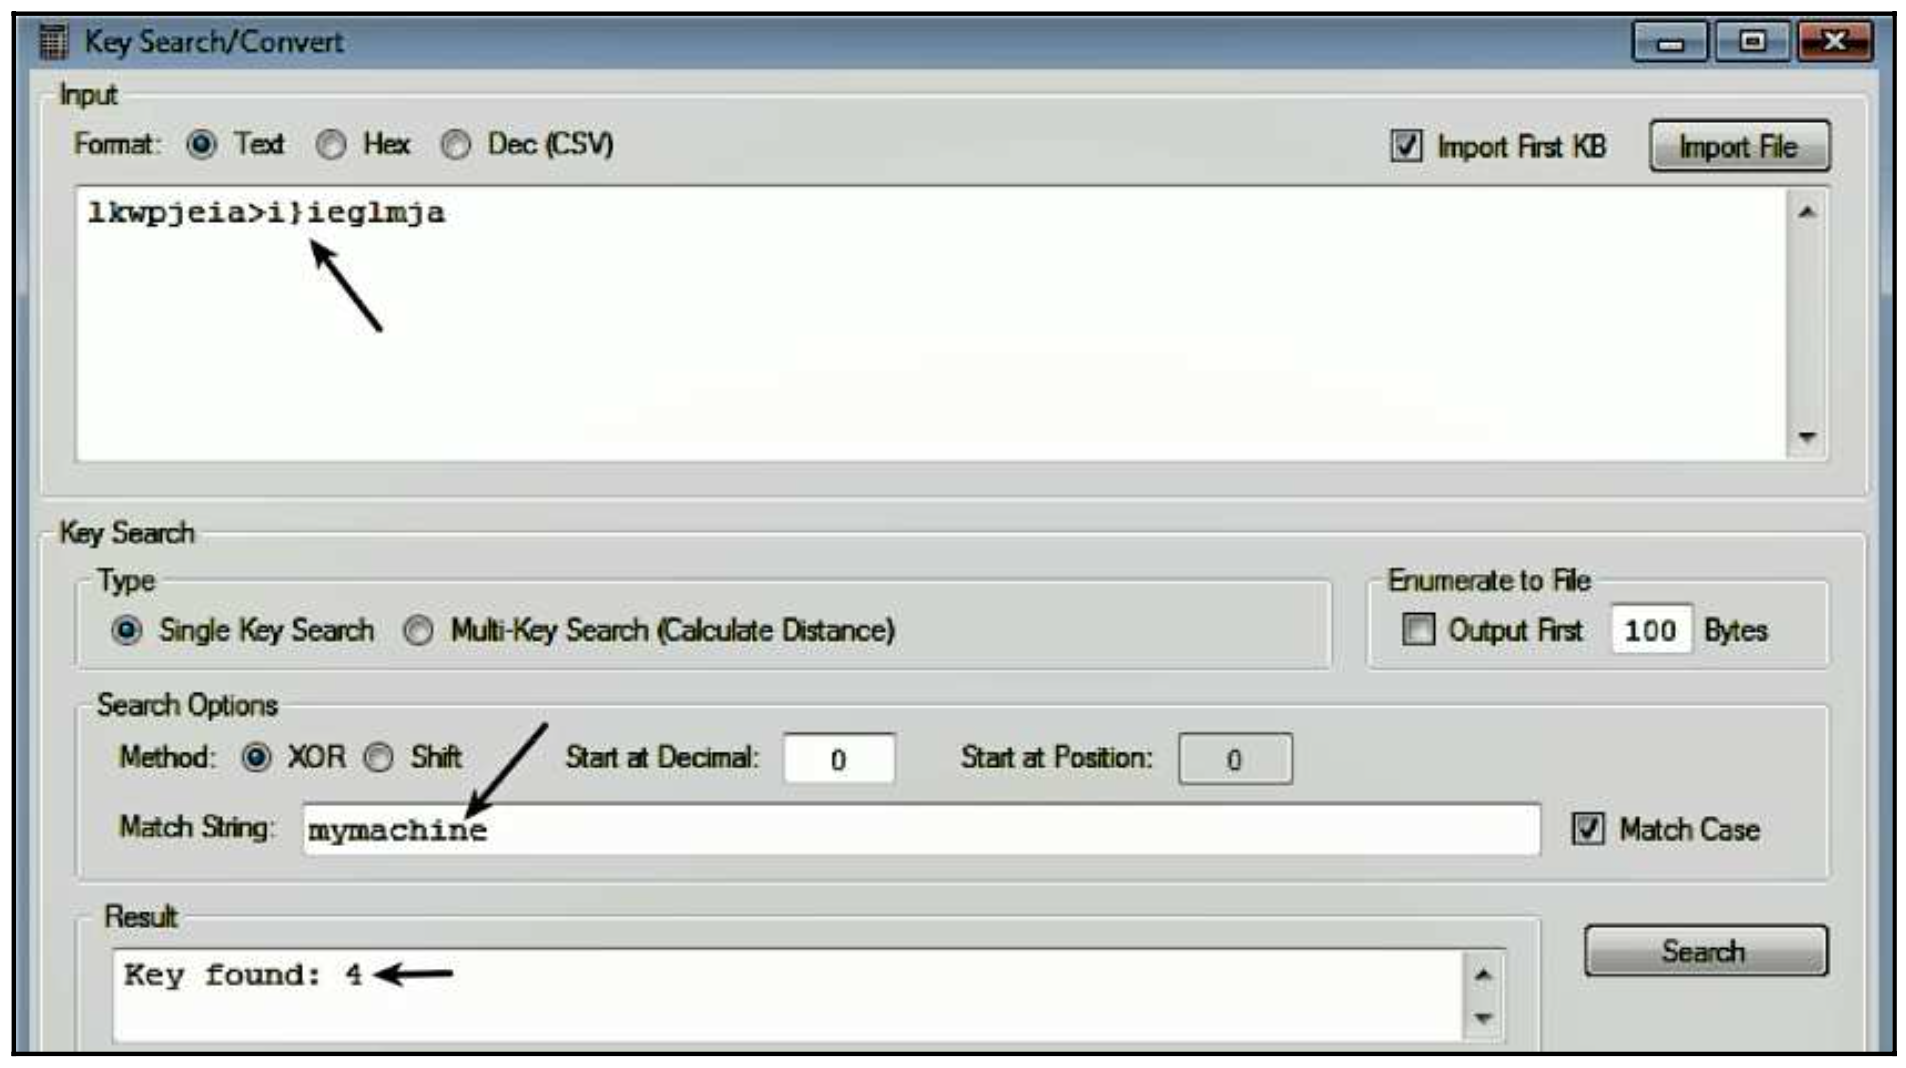 Key Search/Convert
Input
Format: Text Hex Dec (CSV) Import First KB Import File
lkwpjeia>i}ieglmja
Key Search
Type Enumerate to File
Single Key Search Multi-Key Search (Calculate Distance) Output First 100 Bytes
Search Options
Method: XOR Shift Start at Decimal: 0 Start at Position: 0
Match String: mymachine Match Case
Result
Key found: 4 Search